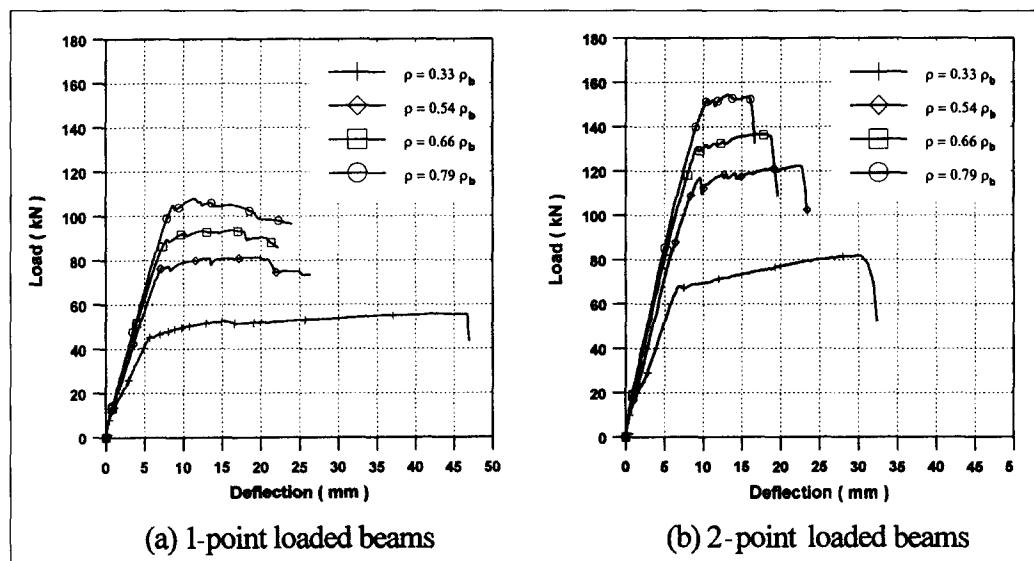 180
160
140
120
100
80
60
40
20
0
Load ( kN )
ρ = 0.33 ρb
ρ = 0.54 ρb
ρ = 0.66 ρb
ρ = 0.79 ρb
0 5 10 15 20 25 30 35 40 45 50
Deflection ( mm )
(a) 1-point loaded beams
180
160
140
120
100
80
60
40
20
0
Load ( kN )
ρ = 0.33 ρb
ρ = 0.54 ρb
ρ = 0.66 ρb
ρ = 0.79 ρb
0 5 10 15 20 25 30 35 40 45 5
Deflection ( mm )
(b) 2-point loaded beams